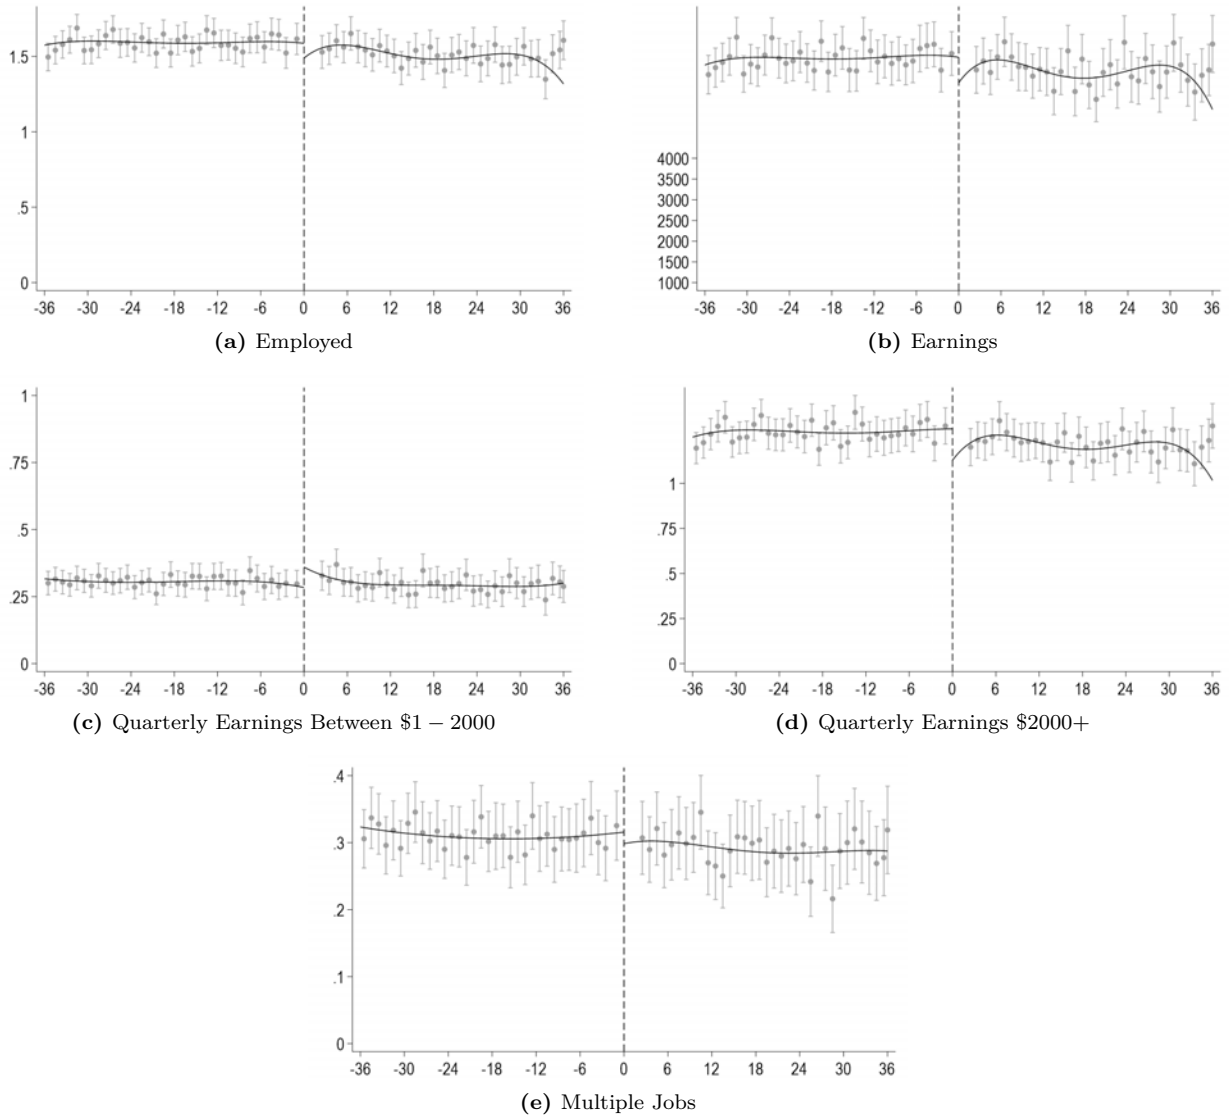 1.5
1
.5
0
-36 -30 -24 -18 -12 -6 0 6 12 18 24 30 36
(a) Employed
4000
3500
3000
2000
1500
1000
-36 -30 -24 -18 -12 -6 0 6 12 18 24 30 36
(b) Earnings
1
.75
.5
.25
0
-36 -30 -24 -18 -12 -6 0 6 12 18 24 30 36
(c) Quarterly Earnings Between $1 − 2000
1
.75
.5
.25
0
-36 -30 -24 -18 -12 -6 0 6 12 18 24 30 36
(d) Quarterly Earnings $2000+
.4
.3
.2
.1
0
-36 -30 -24 -18 -12 -6 0 6 12 18 24 30 36
(e) Multiple Jobs